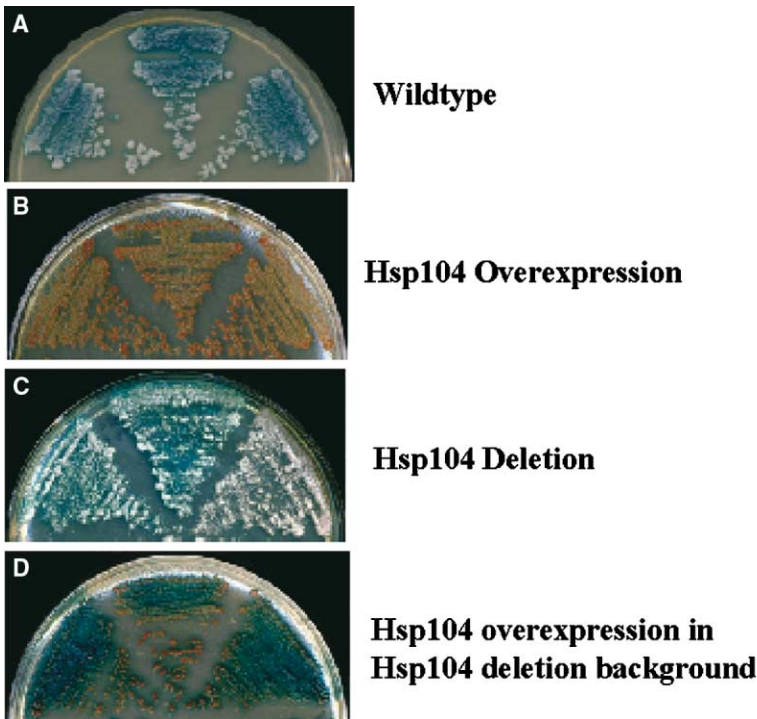 A
Wildtype
B
Hsp104 Overexpression
C
Hsp104 Deletion
D
Hsp104 overexpression in
Hsp104 deletion background